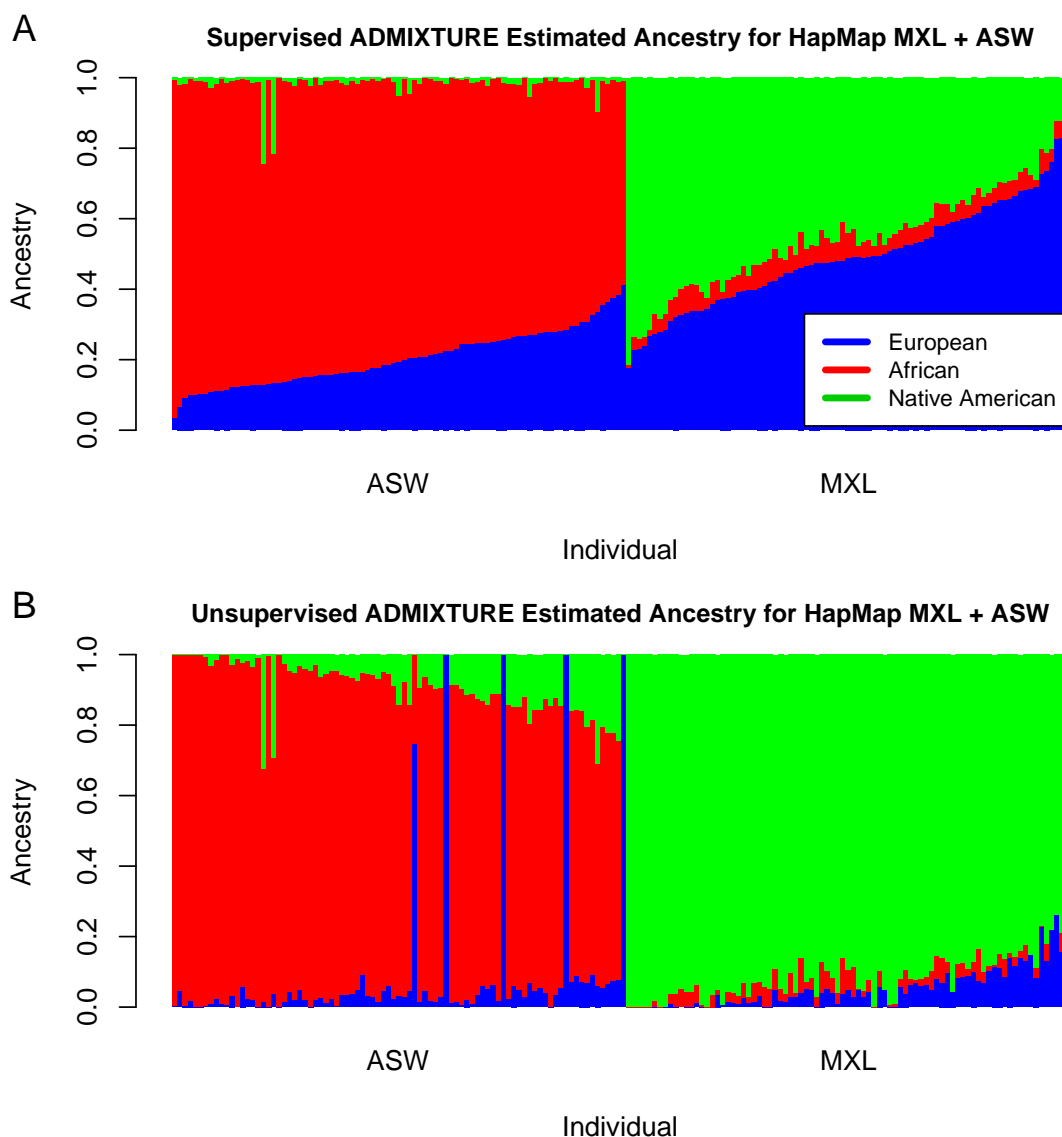 A
Supervised ADMIXTURE Estimated Ancestry for HapMap MXL + ASW
1.0
0.8
0.6
0.4
0.2
0.0
Ancestry
European
African
Native American
ASW
MXL
Individual
B
Unsupervised ADMIXTURE Estimated Ancestry for HapMap MXL + ASW
1.0
0.8
0.6
0.4
0.2
0.0
Ancestry
ASW
MXL
Individual